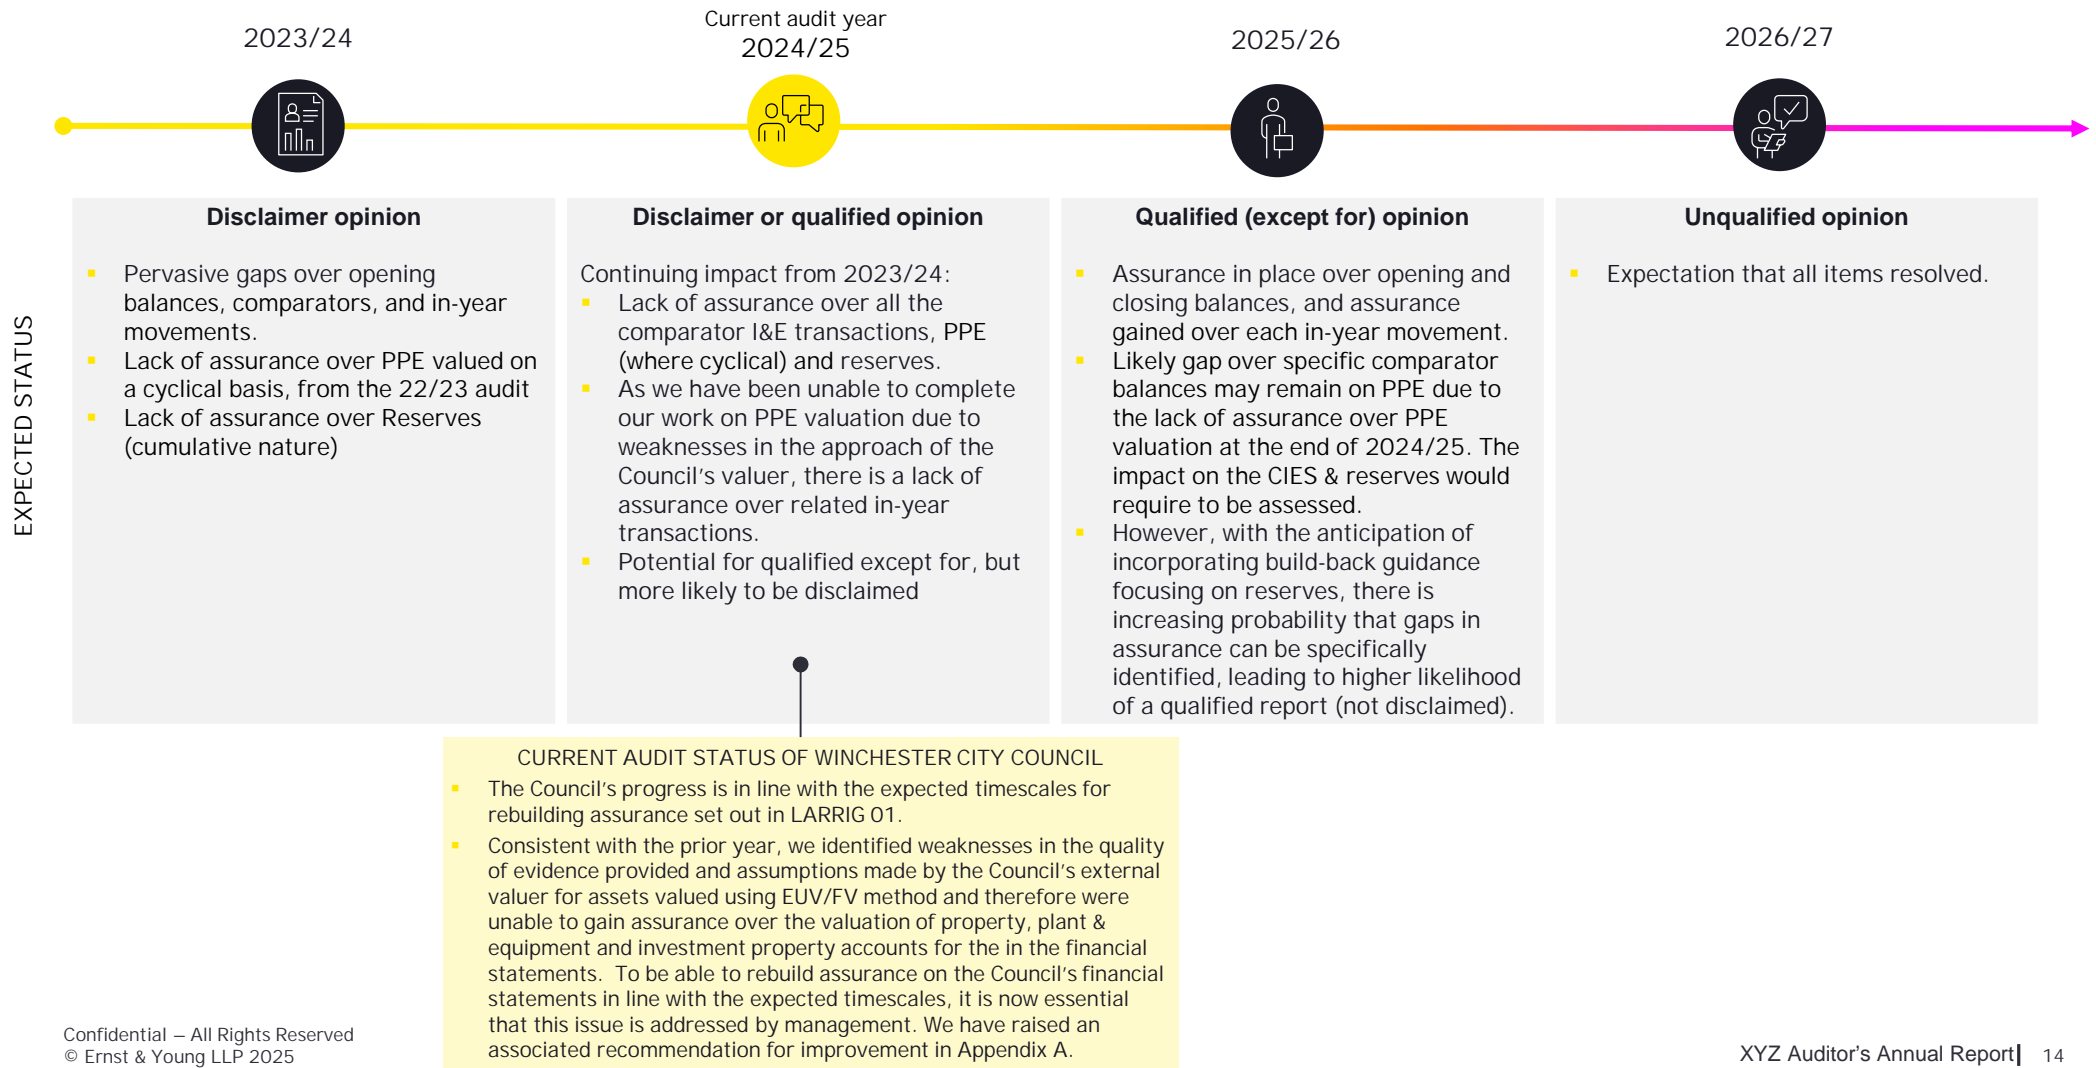 2023/24
Current audit year
2024/25
2025/26
2026/27
EXPECTED STATUS
Disclaimer opinion
▪ Pervasive gaps over opening
balances, comparators, and in-year
movements.
▪ Lack of assurance over PPE valued on
a cyclical basis, from the 22/23 audit
▪ Lack of assurance over Reserves
(cumulative nature)
Disclaimer or qualified opinion
Continuing impact from 2023/24:
▪ Lack of assurance over all the
comparator I&E transactions, PPE
(where cyclical) and reserves.
▪ As we have been unable to complete
our work on PPE valuation due to
weaknesses in the approach of the
Council's valuer, there is a lack of
assurance over related in-year
transactions.
▪ Potential for qualified except for, but
more likely to be disclaimed
Qualified (except for) opinion
▪ Assurance in place over opening and
closing balances, and assurance
gained over each in-year movement.
▪ Likely gap over specific comparator
balances may remain on PPE due to
the lack of assurance over PPE
valuation at the end of 2024/25. The
impact on the CIES & reserves would
require to be assessed.
▪ However, with the anticipation of
incorporating build-back guidance
focusing on reserves, there is
increasing probability that gaps in
assurance can be specifically
identified, leading to higher likelihood
of a qualified report (not disclaimed).
Unqualified opinion
▪ Expectation that all items resolved.
CURRENT AUDIT STATUS OF WINCHESTER CITY COUNCIL
▪ The Council's progress is in line with the expected timescales for
rebuilding assurance set out in LARRIG 01.
▪ Consistent with the prior year, we identified weaknesses in the quality
of evidence provided and assumptions made by the Council's external
valuer for assets valued using EUV/FV method and therefore were
unable to gain assurance over the valuation of property, plant &
equipment and investment property accounts for the in the financial
statements.  To be able to rebuild assurance on the Council's financial
statements in line with the expected timescales, it is now essential
that this issue is addressed by management. We have raised an
associated recommendation for improvement in Appendix A.
Confidential – All Rights Reserved
© Ernst & Young LLP 2025
XYZ Auditor's Annual Report 14